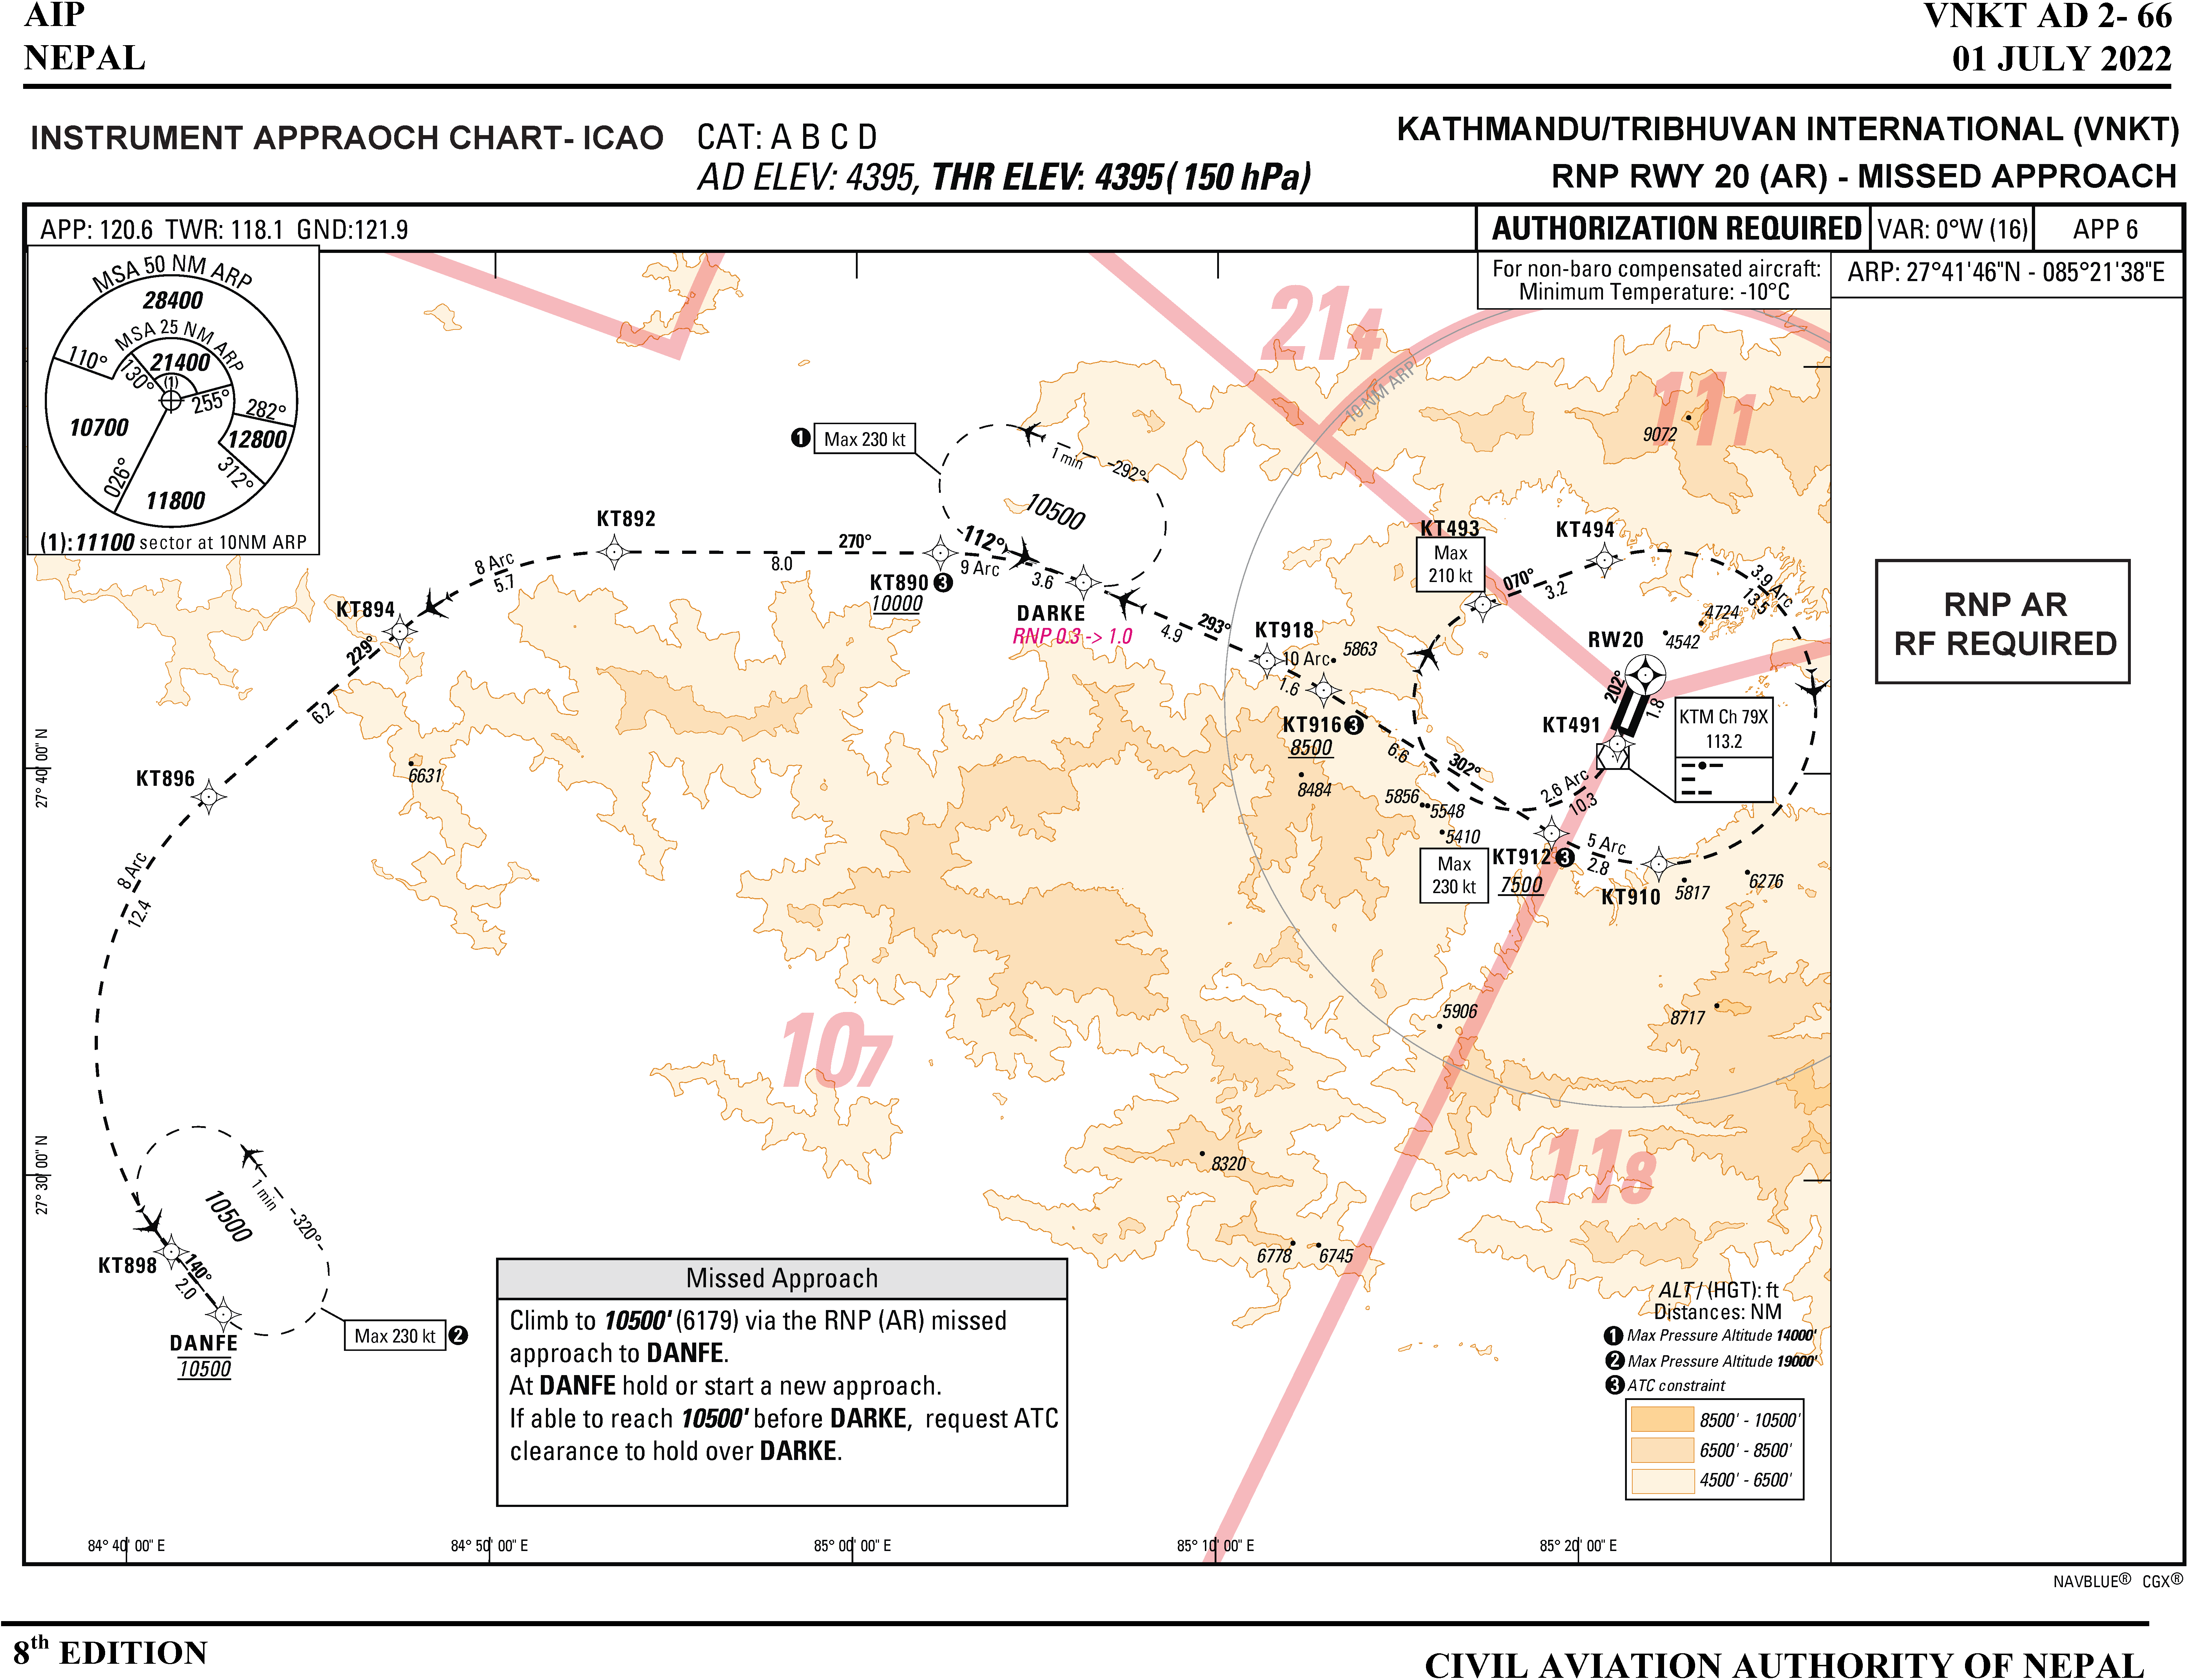 AIP
NEPAL
VNKT AD 2- 66
01 JULY 2022
INSTRUMENT APPRAOCH CHART- ICAO
CAT: A B C D
AD ELEV: 4395, THR ELEV: 4395( 150 hPa)
KATHMANDU/TRIBHUVAN INTERNATIONAL (VNKT)
RNP RWY 20 (AR) - MISSED APPROACH
APP: 120.6 TWR: 118.1 GND:121.9
AUTHORIZATION REQUIRED
VAR: 0°W (16)
APP 6
For non-baro compensated aircraft:
Minimum Temperature: -10°C
ARP: 27°41'46"N - 085°21'38"E
MSA 50 NM ARP
28400
MSA 25 NM ARP
21400
(1)
110°
130°
255°
282°
10700
12800
026°
312°
11800
(1): 11100 sector at 10NM ARP
214
10 NM ARP
111
9072
1 Max 230 kt
1 min
292°
10500
112°
KT892
8 Arc
5.7
270°
8.0
KT890 3
10000
9 Arc
3.6
DARKE
RNP 0.3 -> 1.0
4.9
293°
KT918
10 Arc
1.6
5863
KT916 3
8500
8484
6.6
302°
5856
5548
5410
KT493
Max
210 kt
070°
3.2
KT494
3.9 Arc
13.5
4724
4542
RW20
202°
1.8
KT491
KTM Ch 79X
113.2
2.6 Arc
10.3
KT912 3
7500
Max
230 kt
5 Arc
2.8
KT910
5817
6276
RNP AR
RF REQUIRED
KT894
229°
6.2
6631
KT896
8 Arc
12.4
27° 40' 00" N
107
5906
8717
118
8320
6778
6745
27° 30' 00" N
1 min
320°
10500
KT898
140°
2.0
DANFE
10500
Max 230 kt 2
Missed Approach
Climb to 10500' (6179) via the RNP (AR) missed
approach to DANFE.
At DANFE hold or start a new approach.
If able to reach 10500' before DARKE, request ATC
clearance to hold over DARKE.
ALT / (HGT): ft
Distances: NM
1 Max Pressure Altitude 14000'
2 Max Pressure Altitude 19000'
3 ATC constraint
8500' - 10500'
6500' - 8500'
4500' - 6500'
84° 40' 00" E
84° 50' 00" E
85° 00' 00" E
85° 10' 00" E
85° 20' 00" E
NAVBLUE® CGX®
8th EDITION
CIVIL AVIATION AUTHORITY OF NEPAL